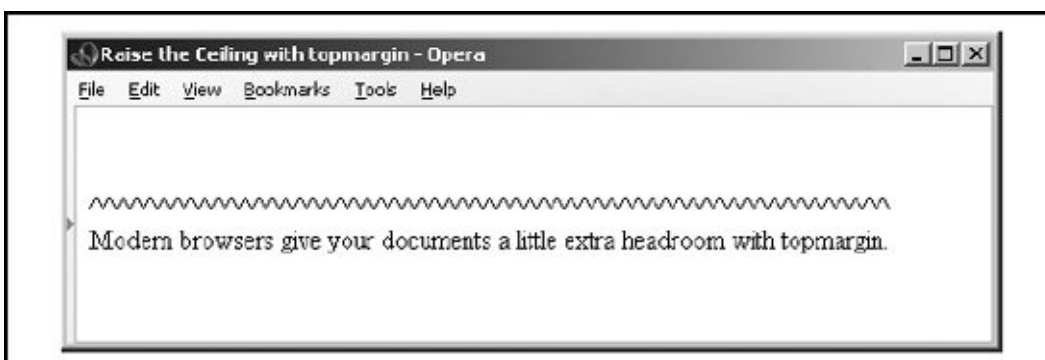 Raise the Ceiling with topmargin - Opera
File Edit View Bookmarks Tools Help
^^^^^^^^^^^^^^^^^^^^^^^^^^^^^^^^^^^^^^^^^^^^^^^^^^^^^^
Modern browsers give your documents a little extra headroom with topmargin.